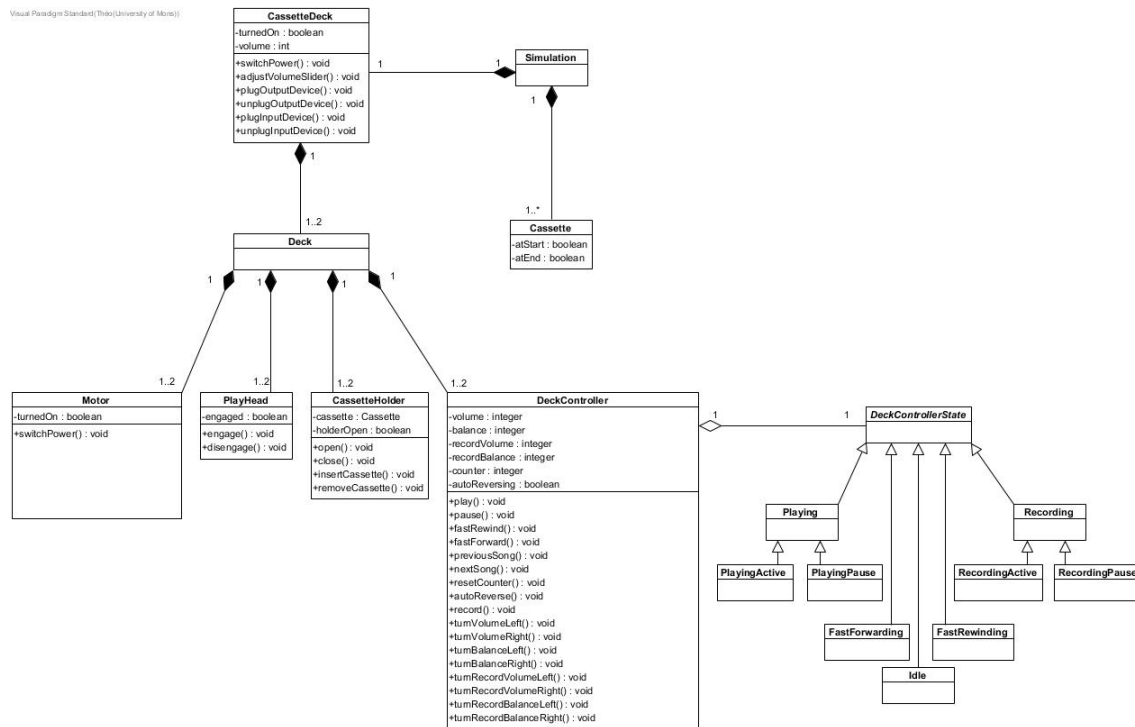 Visual Paradigm Standard(Théo(University of Mons))
CassetteDeck
-turnedOn : boolean
-volume : int
+switchPower() : void
+adjustVolumeSlider() : void
+plugOutputDevice() : void
+unplugOutputDevice() : void
+plugInputDevice() : void
+unplugInputDevice() : void
1
1
Simulation
1
1
1..2
1..*
Deck
Cassette
-atStart : boolean
-atEnd : boolean
1
1
1
1
1..2
1..2
1..2
1..2
Motor
-turnedOn : boolean
+switchPower() : void
PlayHead
-engaged : boolean
+engage() : void
+disengage() : void
CassetteHolder
-cassette : Cassette
-holderOpen : boolean
+open() : void
+close() : void
+insertCassette() : void
+removeCassette() : void
DeckController
-volume : integer
-balance : integer
-recordVolume : integer
-recordBalance : integer
-counter : integer
-autoReversing : boolean
+play() : void
+pause() : void
+fastRewind() : void
+fastForward() : void
+previousSong() : void
+nextSong() : void
+resetCounter() : void
+autoReverse() : void
+record() : void
+turnVolumeLeft() : void
+turnVolumeRight() : void
+turnBalanceLeft() : void
+turnBalanceRight() : void
+turnRecordVolumeLeft() : void
+turnRecordVolumeRight() : void
+turnRecordBalanceLeft() : void
+turnRecordBalanceRight() : void
1
1
DeckControllerState
Playing
Recording
PlayingActive
PlayingPause
RecordingActive
RecordingPause
FastForwarding
FastRewinding
Idle